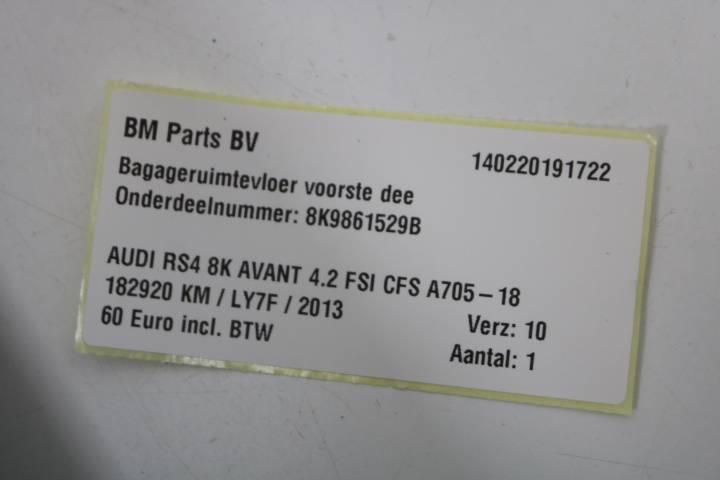 BM Parts BV
140220191722
Bagageruimtevloer voorste dee
Onderdeelnummer: 8K9861529B
AUDI RS4 8K AVANT 4.2 FSI CFS A705-18
182920 KM / LY7F / 2013
Verz: 10
60 Euro incl. BTW
Aantal: 1